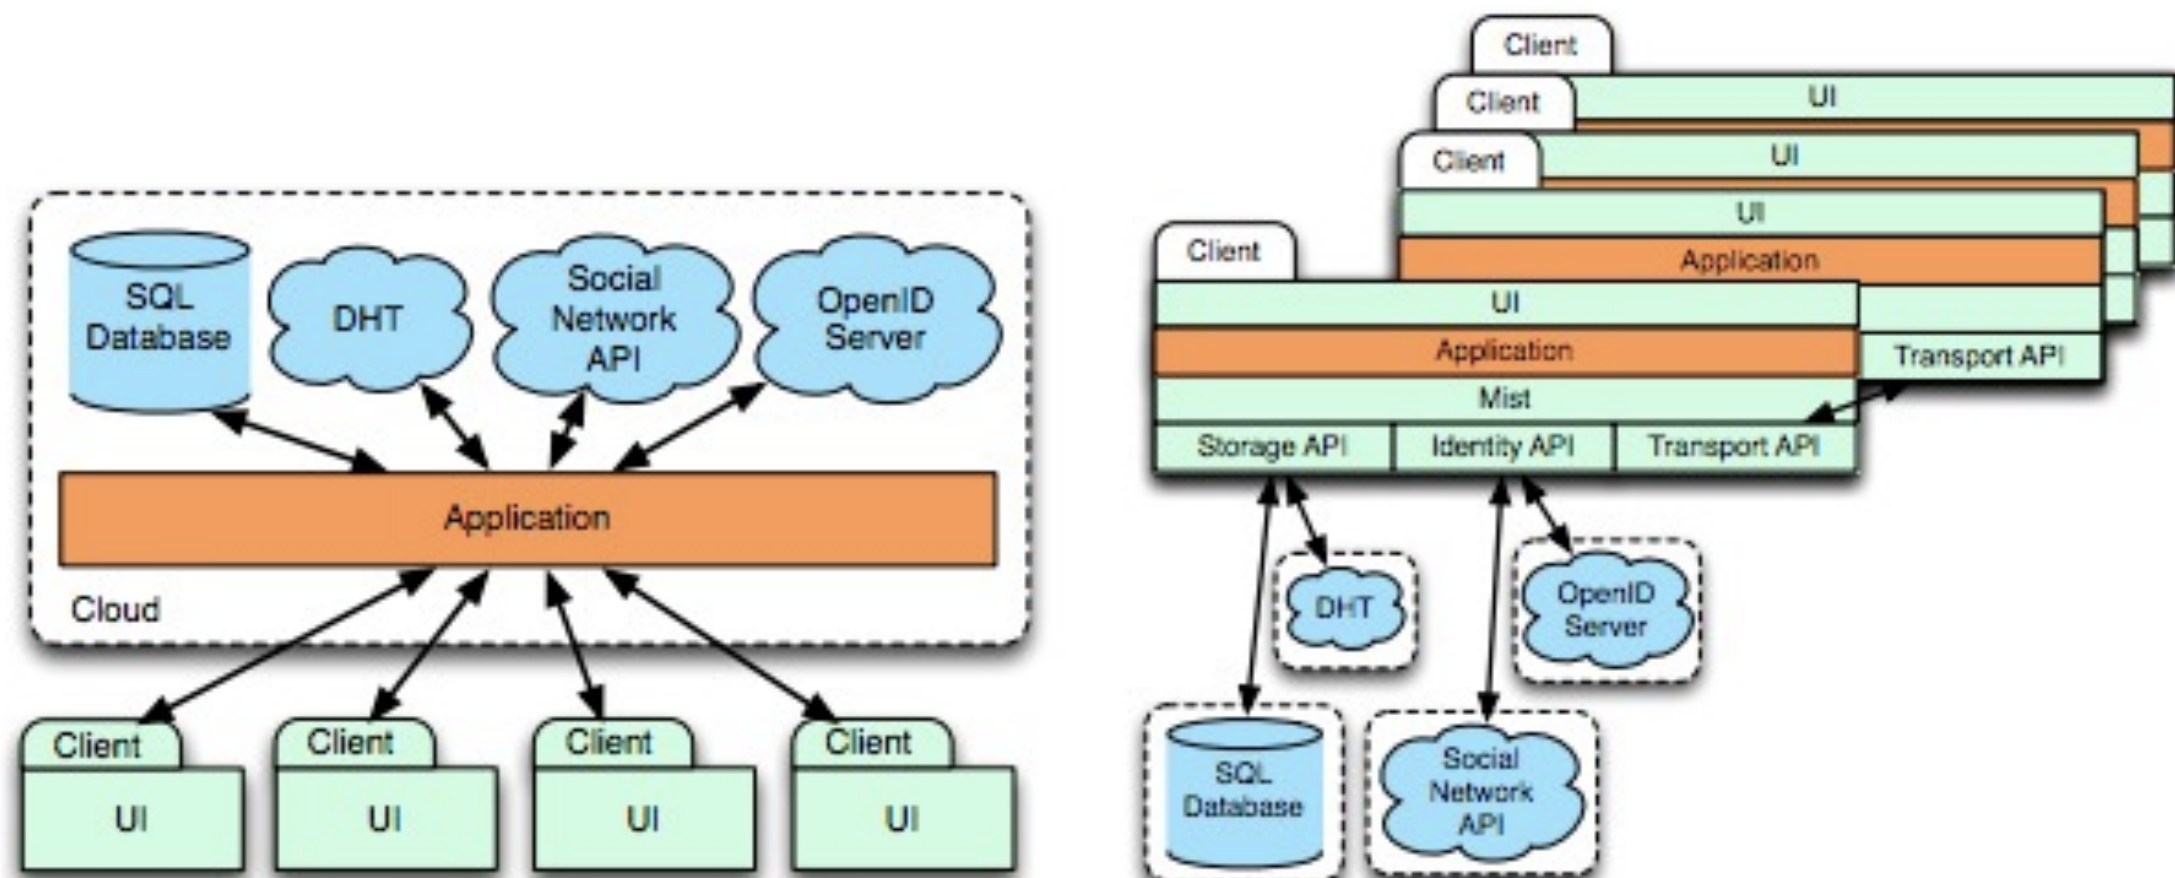 SQL
Database
DHT
Social
Network
API
OpenID
Server
Application
Cloud
Client
UI
Client
UI
Client
UI
Client
UI
Client
UI
Client
UI
Client
UI
Application
Transport API
Client
UI
Application
Mist
Storage API
Identity API
Transport API
DHT
OpenID
Server
SQL
Database
Social
Network
API